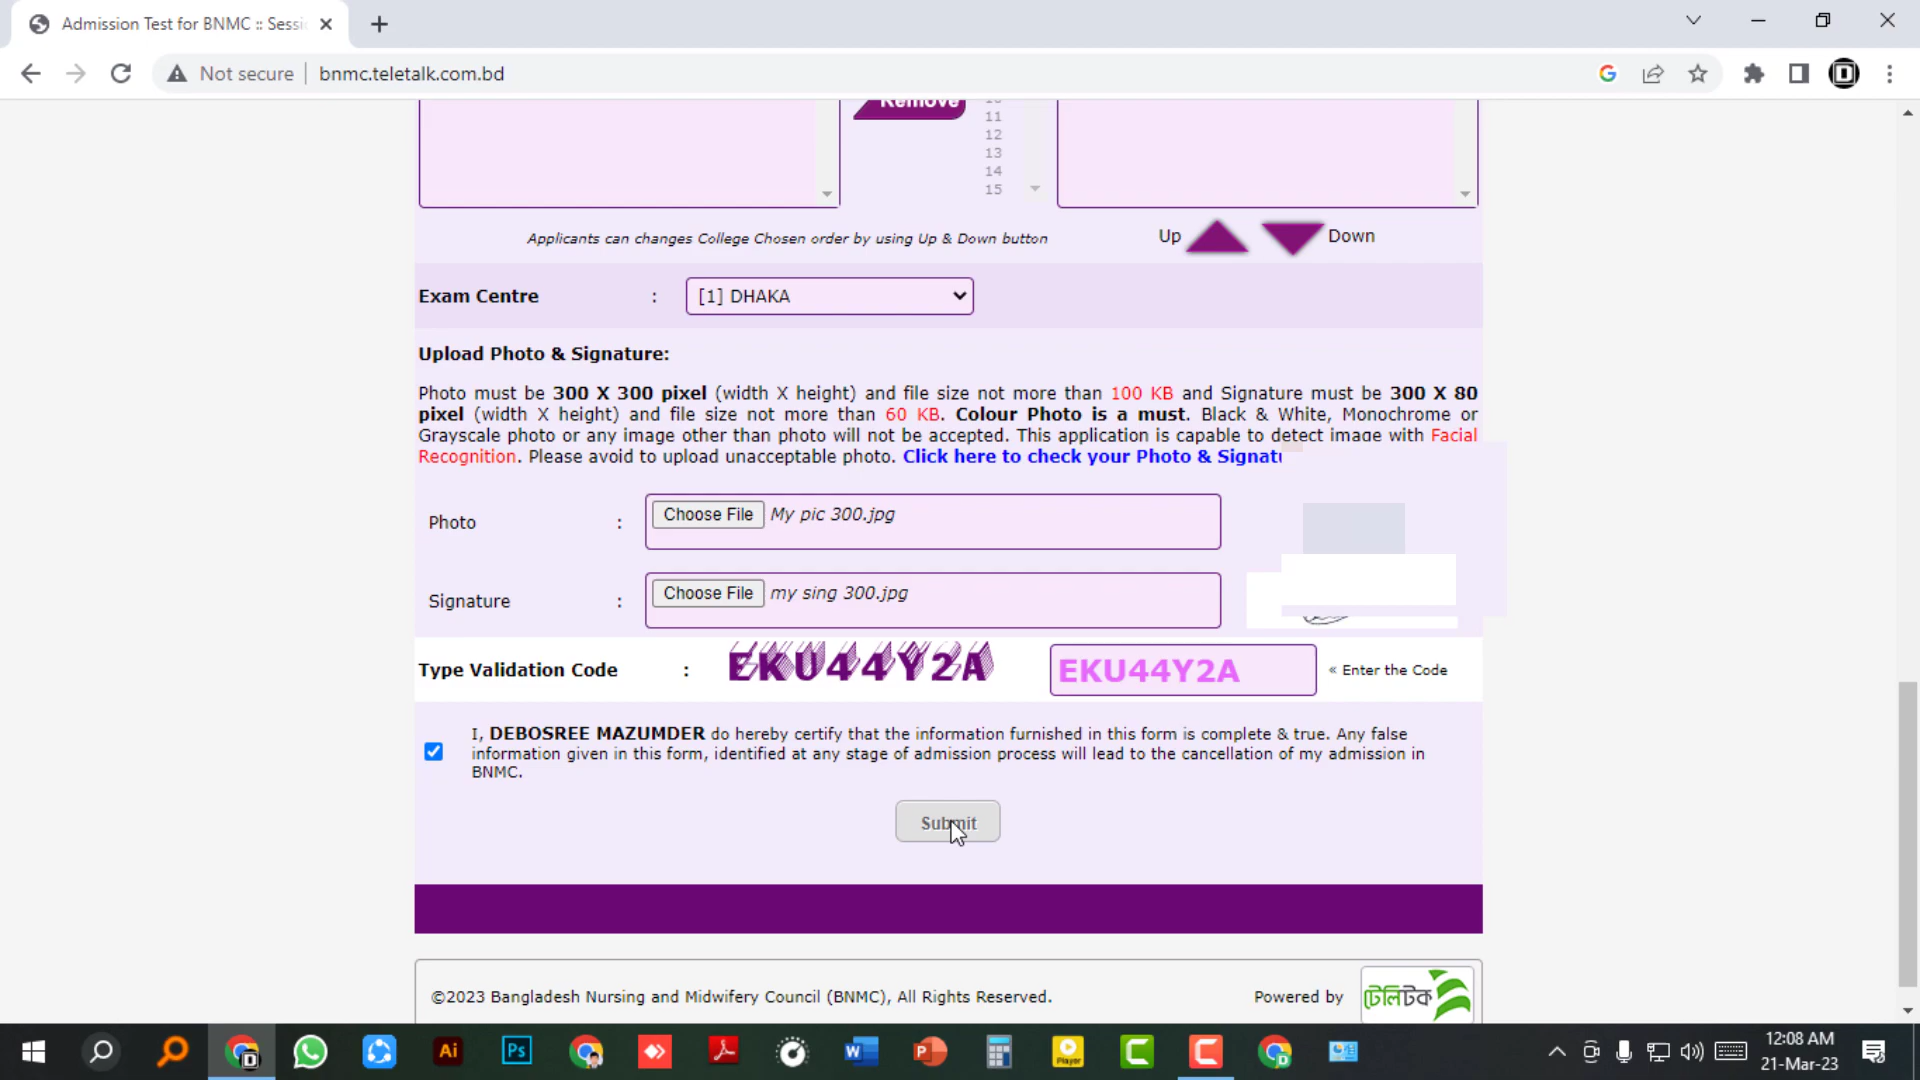 Admission Test for BNMC :: Sessi
Not secure
bnmc.teletalk.com.bd
Remove
11
12
13
14
15
Applicants can changes College Chosen order by using Up & Down button
Up
Down
Exam Centre : [1] DHAKA
Upload Photo & Signature:
Photo must be 300 X 300 pixel (width X height) and file size not more than 100 KB and Signature must be 300 X 80
pixel (width X height) and file size not more than 60 KB. Colour Photo is a must. Black & White, Monochrome or
Grayscale photo or any image other than photo will not be accepted. This application is capable to detect image with Facial
Recognition. Please avoid to upload unacceptable photo. Click here to check your Photo & Signatu
Photo : Choose File My pic 300.jpg
Signature : Choose File my sing 300.jpg
Type Validation Code : EKU44Y2A EKU44Y2A « Enter the Code
I, DEBOSREE MAZUMDER do hereby certify that the information furnished in this form is complete & true. Any false
information given in this form, identified at any stage of admission process will lead to the cancellation of my admission in
BNMC.
Submit
©2023 Bangladesh Nursing and Midwifery Council (BNMC), All Rights Reserved.
Powered by টেলিটক
Ai
Ps
W
P
Player
C
C
D
12:08 AM
21-Mar-23